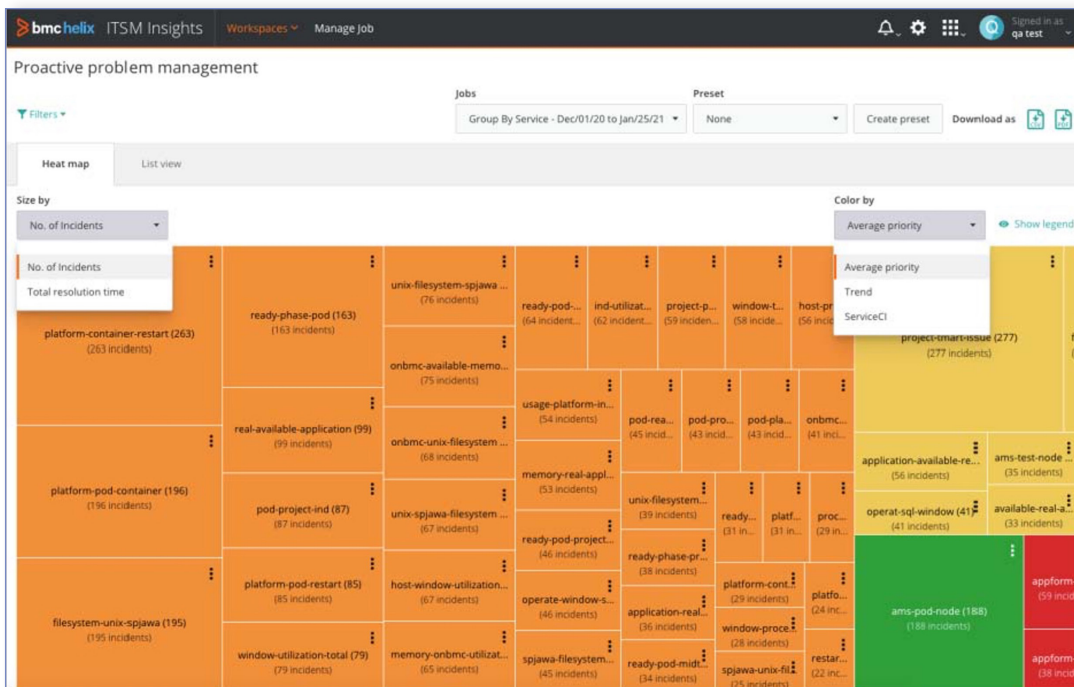 bmc helix ITSM Insights Workspaces Manage Job Signed in as qa test
Proactive problem management
Jobs Preset
Filters Group By Service - Dec/01/20 to Jan/25/21 None Create preset Download as
Heat map List view
Size by Color by
No. of Incidents Average priority Show legend
No. of Incidents
Total resolution time
Average priority
Trend
ServiceCI
platform-container-restart (263)
(263 incidents)
platform-pod-container (196)
(196 incidents)
filesystem-unix-spjawa (195)
(195 incidents)
ready-phase-pod (163)
(163 incidents)
real-available-application (99)
(99 incidents)
pod-project-ind (87)
(87 incidents)
platform-pod-restart (85)
(85 incidents)
window-utilization-total (79)
(79 incidents)
unix-filesystem-spjawa ...
(76 incidents)
onbmc-available-memo...
(75 incidents)
onbmc-unix-filesystem ...
(68 incidents)
unix-spjawa-filesystem ...
(67 incidents)
host-window-utilization...
(67 incidents)
memory-onbmc-utilizat...
(65 incidents)
ready-pod-...
(64 incident...
ind-utilizat...
(62 incident...
project-p...
(59 inciden...
window-t...
(58 incide...
host-pr
(56 incid
usage-platform-in...
(54 incidents)
memory-real-appl...
(53 incidents)
ready-pod-project...
(46 incidents)
operate-window-s...
(46 incidents)
spjawa-filesystem...
(45 incidents)
pod-rea...
(45 incid...
pod-pro...
(43 incid...
pod-pla...
(43 incid...
onbmc...
(41 inci...
unix-filesystem...
(39 incidents)
ready-phase-pr...
(38 incidents)
application-real...
(36 incidents)
ready-pod-midt...
(34 incidents)
ready...
(31 in...
platf...
(31 in...
proc...
(29 in...
platform-cont...
(29 incidents)
window-proce...
(28 incidents)
spjawa-unix-fil...
(25 incidents)
platfo...
(24 inc...
restar...
(22 inc...
project-tmart-issue (277)
(277 incidents)
application-available-re...
(56 incidents)
operat-sql-window (41)
(41 incidents)
ams-test-node ...
(35 incidents)
available-real-a...
(33 incidents)
ams-pod-node (188)
(188 incidents)
appform
(59 incid
appform
(38 incid